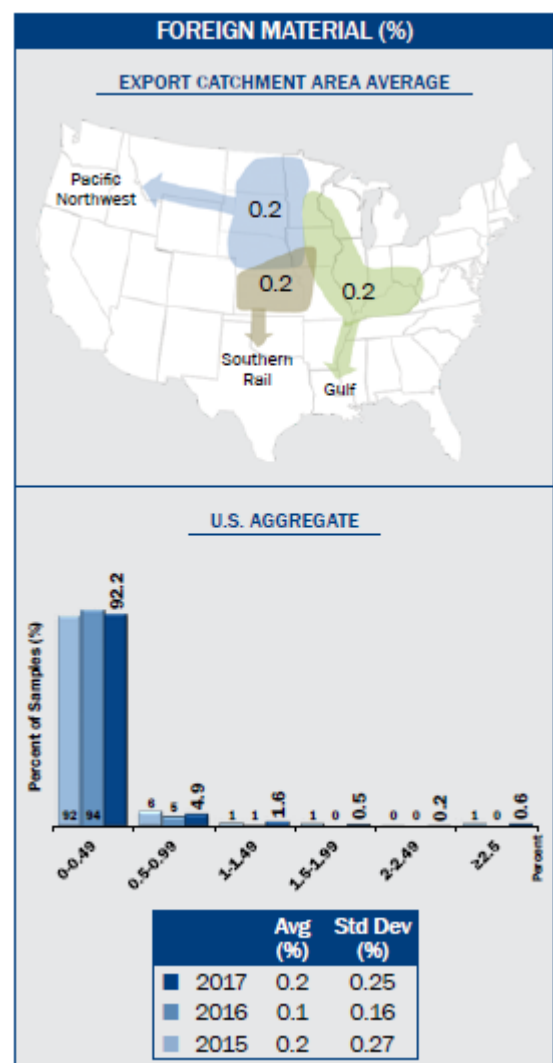 FOREIGN MATERIAL (%)
EXPORT CATCHMENT AREA AVERAGE
Pacific
Northwest
0.2
0.2
0.2
Southern
Rail
Gulf
U.S. AGGREGATE
Percent of Samples (%)
92 94 92.2
6 5 4.9
1 1 1.6
1 0 0.5
0 0 0.2
1 0 0.6
0-0.49
0.5-0.99
1-1.49
1.5-1.99
2-2.49
≥2.5
Percent
Avg Std Dev
(%) (%)
2017 0.2 0.25
2016 0.1 0.16
2015 0.2 0.27